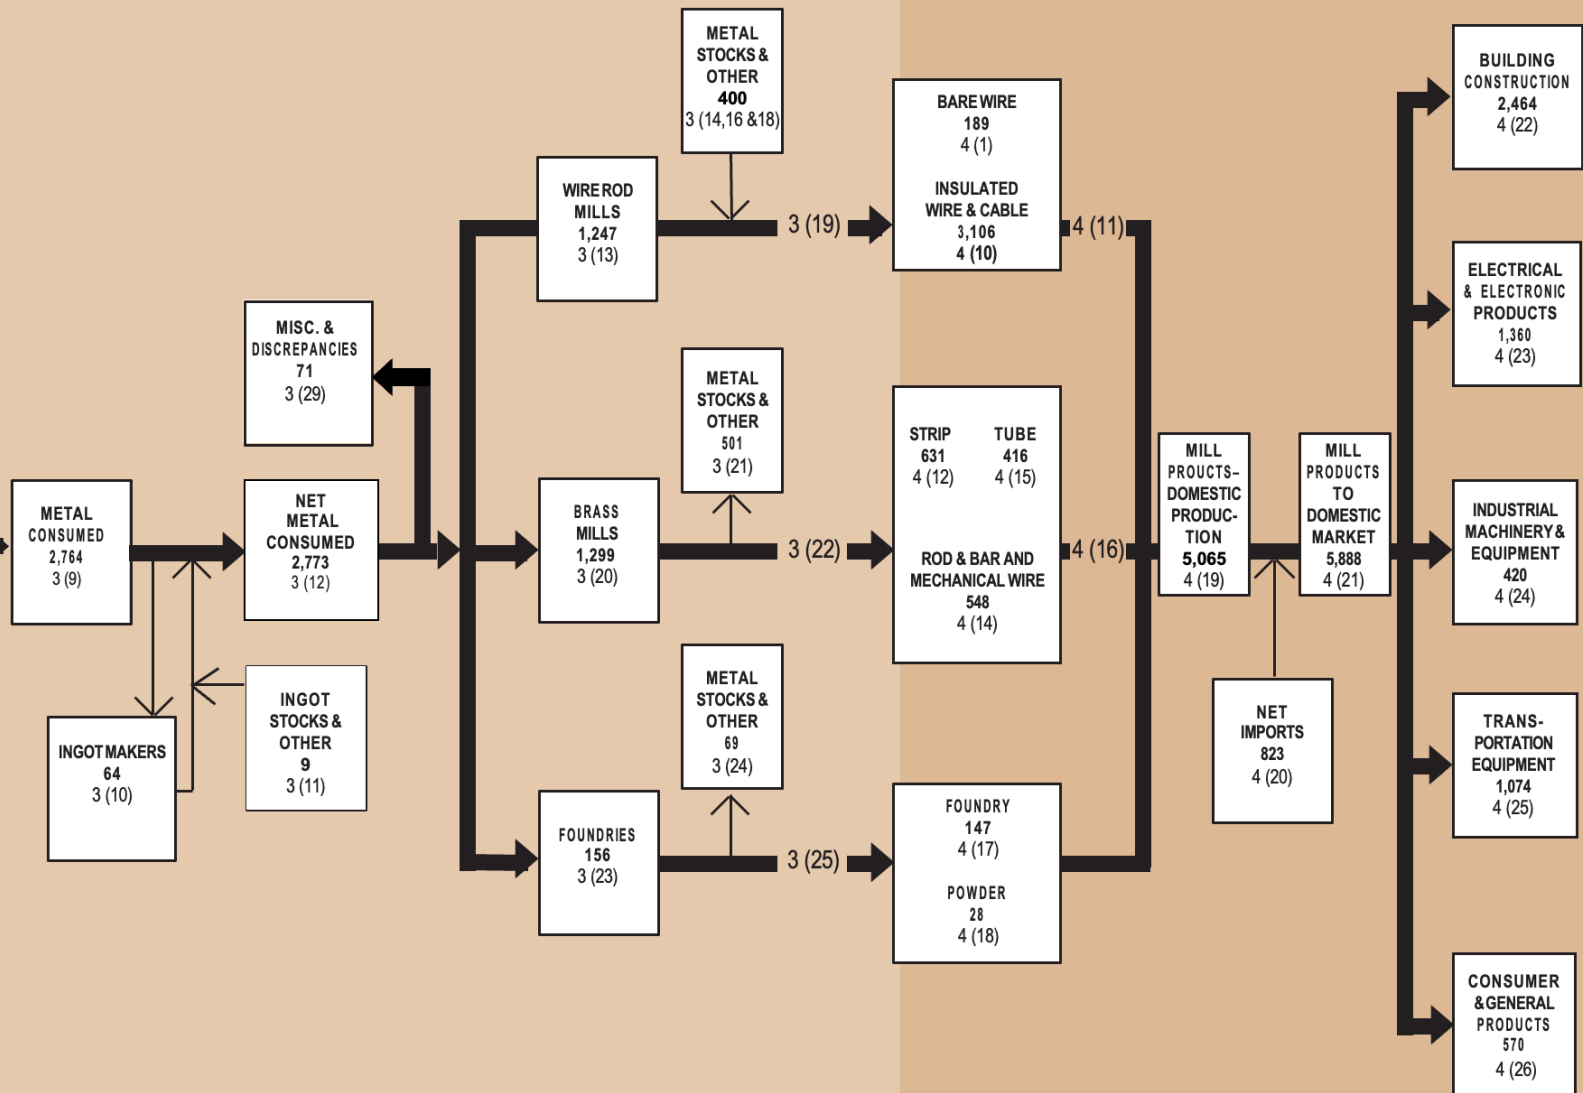 METAL
CONSUMED
2,764
3 (9)
INGOT MAKERS
64
3 (10)
MISC. &
DISCREPANCIES
71
3 (29)
NET
METAL
CONSUMED
2,773
3 (12)
INGOT
STOCKS &
OTHER
9
3 (11)
WIRE ROD
MILLS
1,247
3 (13)
BRASS
MILLS
1,299
3 (20)
FOUNDRIES
156
3 (23)
METAL
STOCKS &
OTHER
400
3 (14,16 &18)
METAL
STOCKS &
OTHER
501
3 (21)
METAL
STOCKS &
OTHER
69
3 (24)
3 (19)
3 (22)
3 (25)
BARE WIRE
189
4 (1)
INSULATED
WIRE & CABLE
3,106
4 (10)
STRIP TUBE
631 416
4 (12) 4 (15)
ROD & BAR AND
MECHANICAL WIRE
548
4 (14)
FOUNDRY
147
4 (17)
POWDER
28
4 (18)
4 (11)
4 (16)
MILL
PROUCTS–
DOMESTIC
PRODUC-
TION
5,065
4 (19)
NET
IMPORTS
823
4 (20)
MILL
PRODUCTS
TO
DOMESTIC
MARKET
5,888
4 (21)
BUILDING
CONSTRUCTION
2,464
4 (22)
ELECTRICAL
& ELECTRONIC
PRODUCTS
1,360
4 (23)
INDUSTRIAL
MACHINERY &
EQUIPMENT
420
4 (24)
TRANS-
PORTATION
EQUIPMENT
1,074
4 (25)
CONSUMER
& GENERAL
PRODUCTS
570
4 (26)